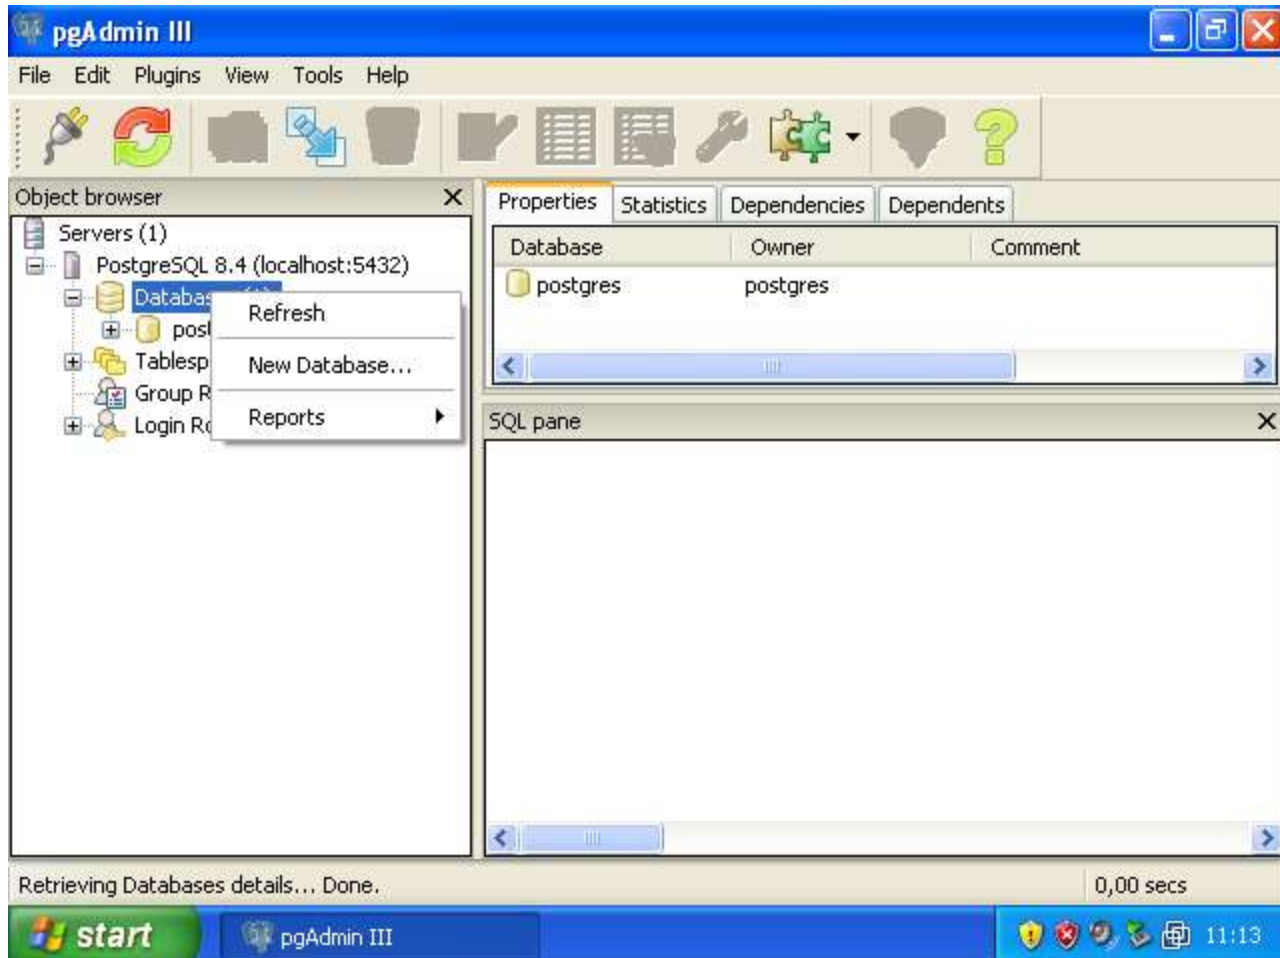 pgAdmin III
File Edit Plugins View Tools Help
Object browser
Servers (1)
PostgreSQL 8.4 (localhost:5432)
Refresh
New Database...
Reports
Properties Statistics Dependencies Dependents
Database Owner Comment
postgres postgres
SQL pane
Retrieving Databases details... Done. 0,00 secs
start pgAdmin III 11:13